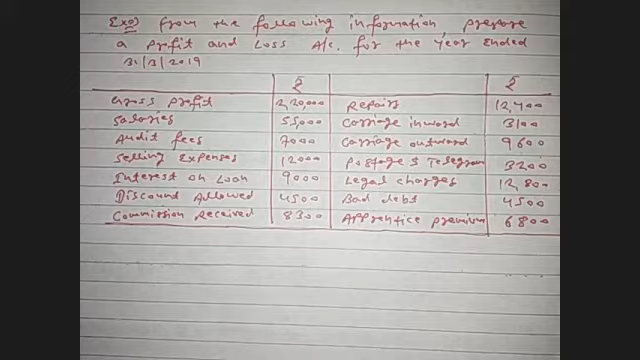 Ex③ From the following information, prepare
a Profit and Loss A/c. for the year Ended
31/3/2019
₹ ₹
Gross Profit 2,20,000 Repairs 12,400
Salaries 55,000 Carriage inward 3100
Audit fees 7000 Carriage outward 9600
Selling Expenses 12000 Postage & Telegram 3200
Interest on Loan 9000 Legal charges 12,800
Discount Allowed 4500 Bad debt 4500
Commission Received 8300 Apprentice premium 6800